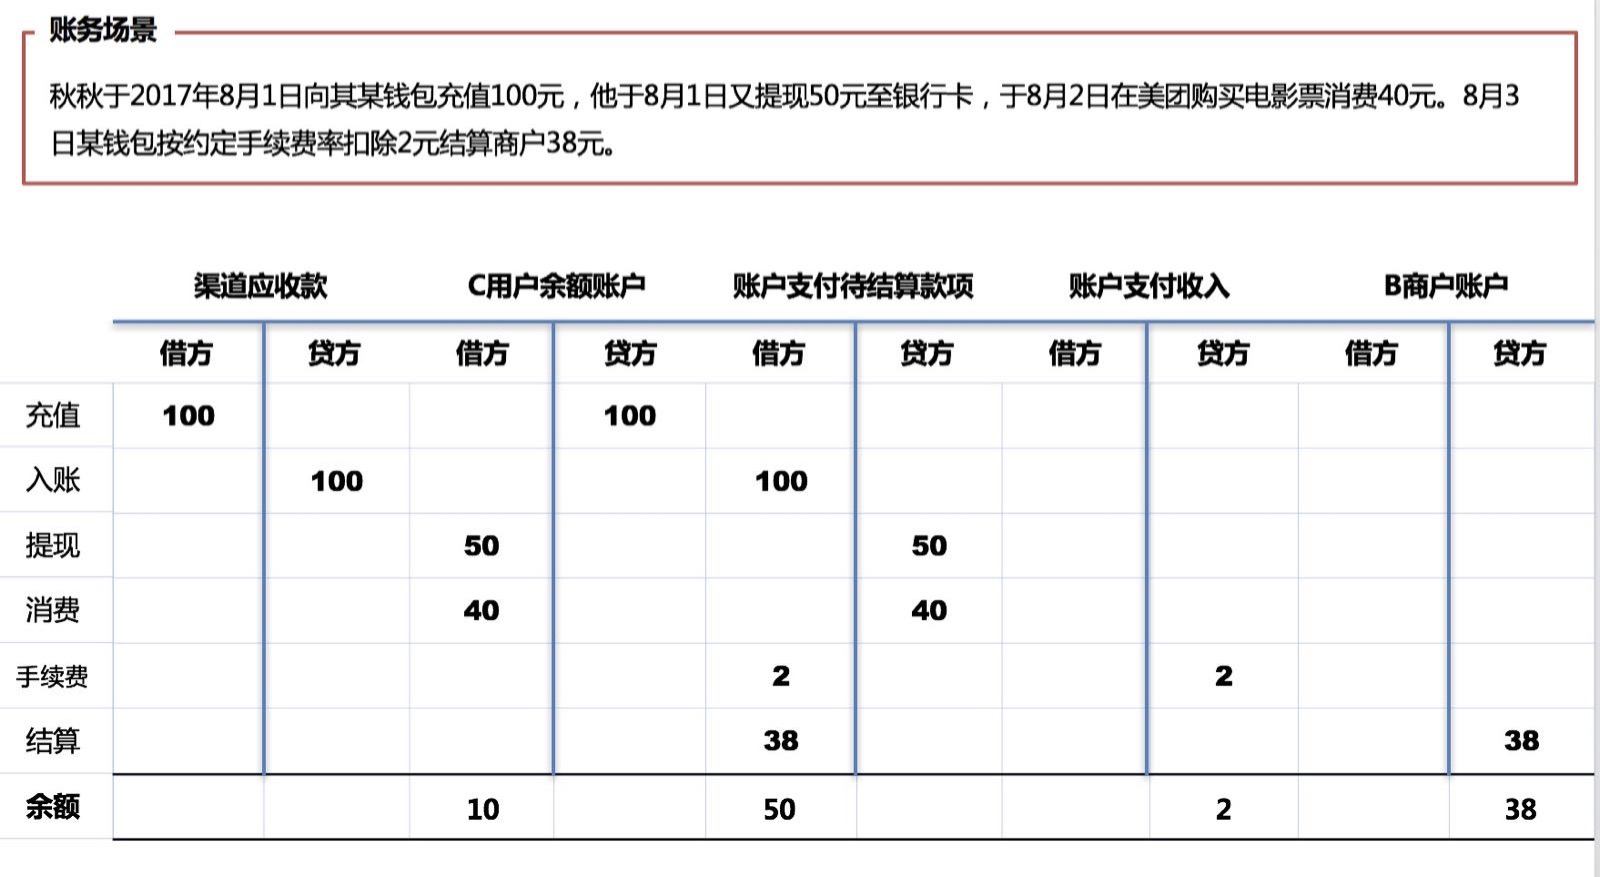 账务场景
秋秋于2017年8月1日向其某钱包充值100元，他于8月1日又提现50元至银行卡，于8月2日在美团购买电影票消费40元。8月3
日某钱包按约定手续费率扣除2元结算商户38元。
渠道应收款 C用户余额账户 账户支付待结算款项 账户支付收入 B商户账户
借方 贷方 借方 贷方 借方 贷方 借方 贷方 借方 贷方
充值 100 100
入账 100 100
提现 50 50
消费 40 40
手续费 2 2
结算 38 38
余额 10 50 2 38